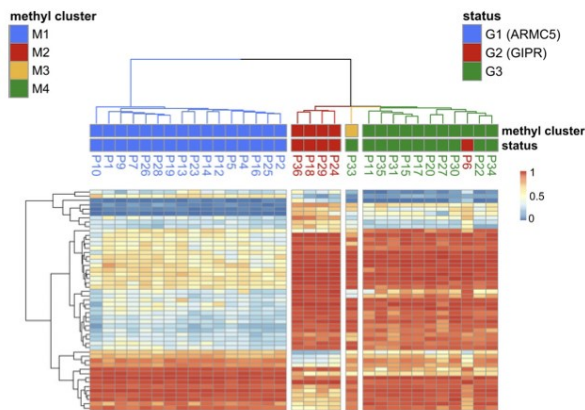 methyl cluster
M1
M2
M3
M4
status
G1 (ARMC5)
G2 (GIPR)
G3
methyl cluster
status
P10
P1
P9
P7
P26
P28
P19
P13
P23
P14
P12
P5
P4
P16
P25
P2
P36
P18
P29
P24
P33
P11
P35
P31
P15
P17
P20
P27
P30
P6
P22
P34
1
0.5
0